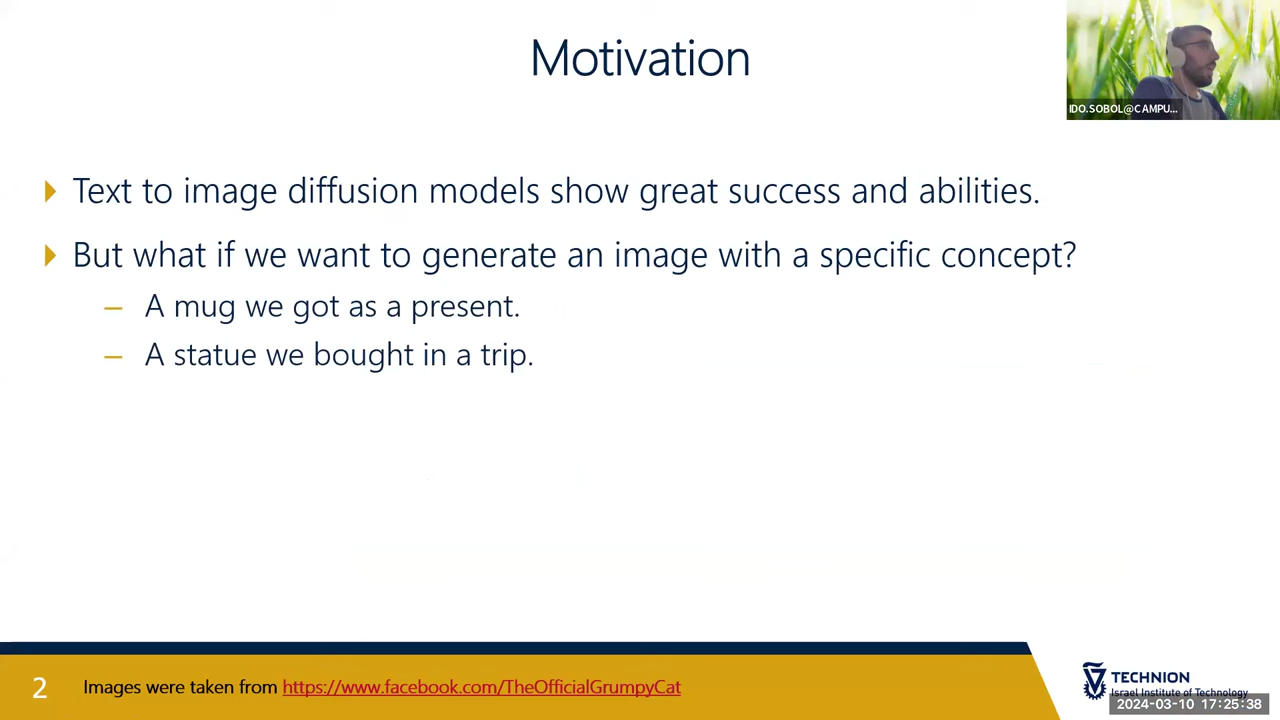 Motivation
IDO.SOBOL@CAMPU...
Text to image diffusion models show great success and abilities.
But what if we want to generate an image with a specific concept?
– A mug we got as a present.
– A statue we bought in a trip.
2
Images were taken from https://www.facebook.com/TheOfficialGrumpyCat
TECHNION
Israel Institute of Technology
2024-03-10 17:25:38